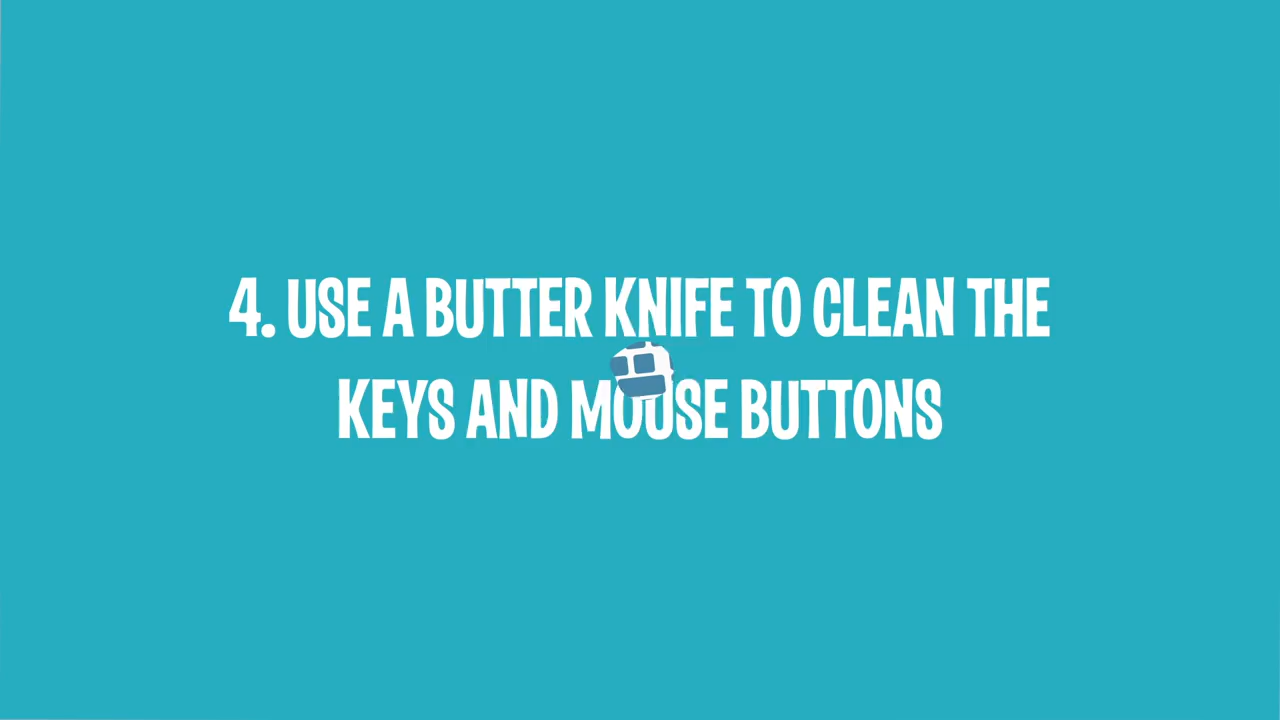 4. USE A BUTTER KNIFE TO CLEAN THE
KEYS AND MOUSE BUTTONS